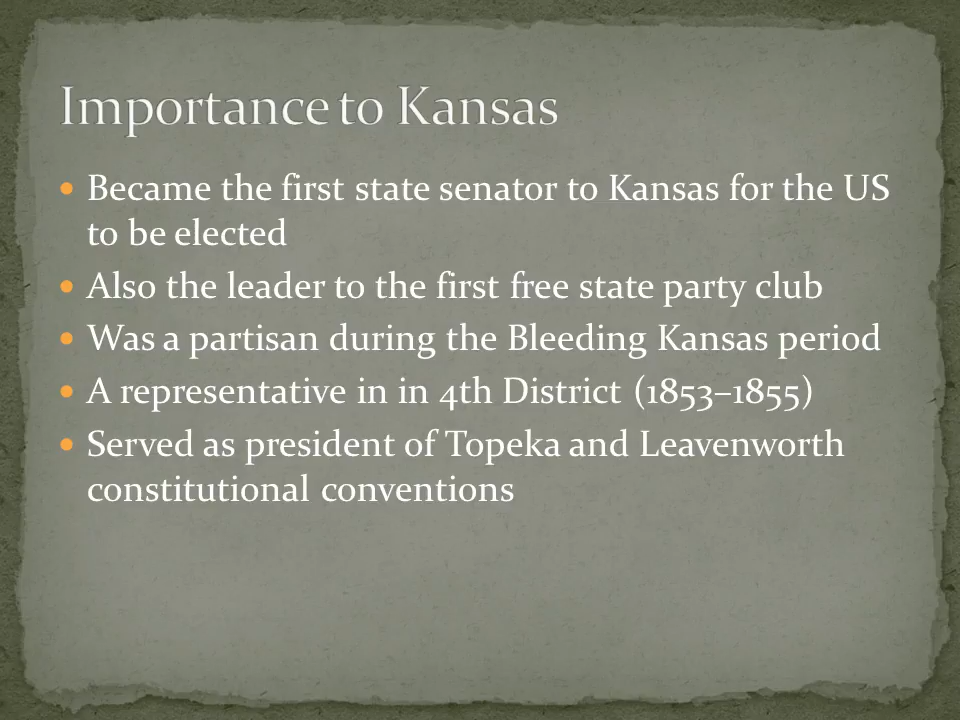 Importance to Kansas
• Became the first state senator to Kansas for the US
to be elected
• Also the leader to the first free state party club
• Was a partisan during the Bleeding Kansas period
• A representative in in 4th District (1853–1855)
• Served as president of Topeka and Leavenworth
constitutional conventions